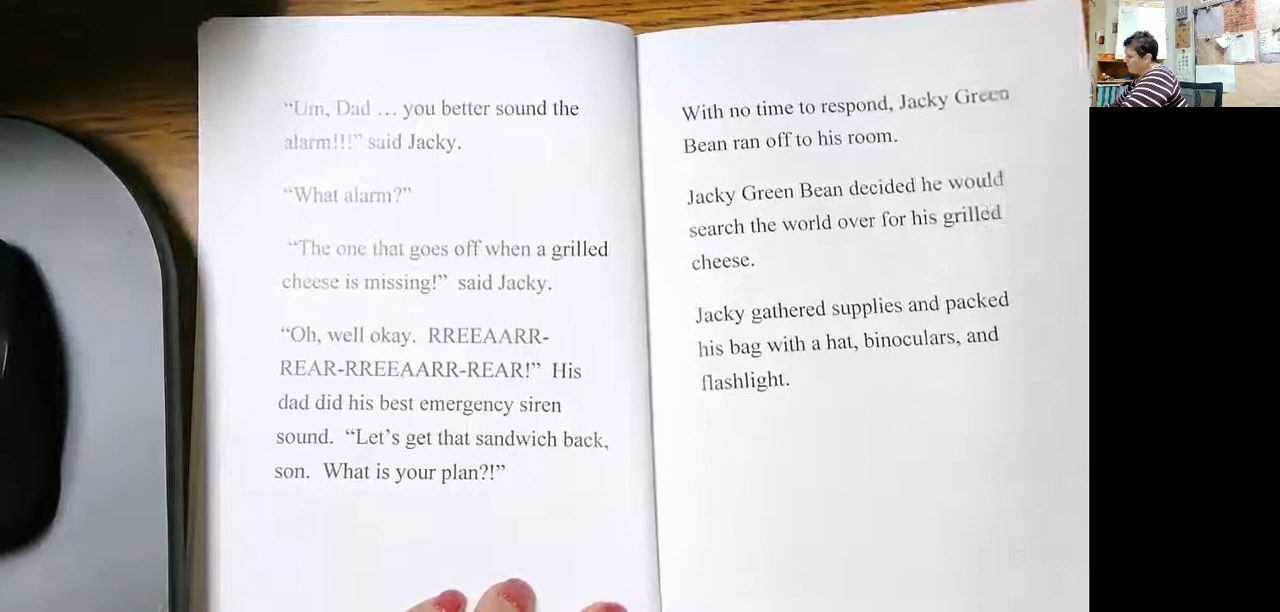 “Um, Dad … you better sound the
alarm!!!” said Jacky.
“What alarm?”
“The one that goes off when a grilled
cheese is missing!” said Jacky.
“Oh, well okay. RREEAARR-
REAR-RREEAARR-REAR!” His
dad did his best emergency siren
sound. “Let’s get that sandwich back,
son. What is your plan?!”
With no time to respond, Jacky Green
Bean ran off to his room.
Jacky Green Bean decided he would
search the world over for his grilled
cheese.
Jacky gathered supplies and packed
his bag with a hat, binoculars, and
flashlight.